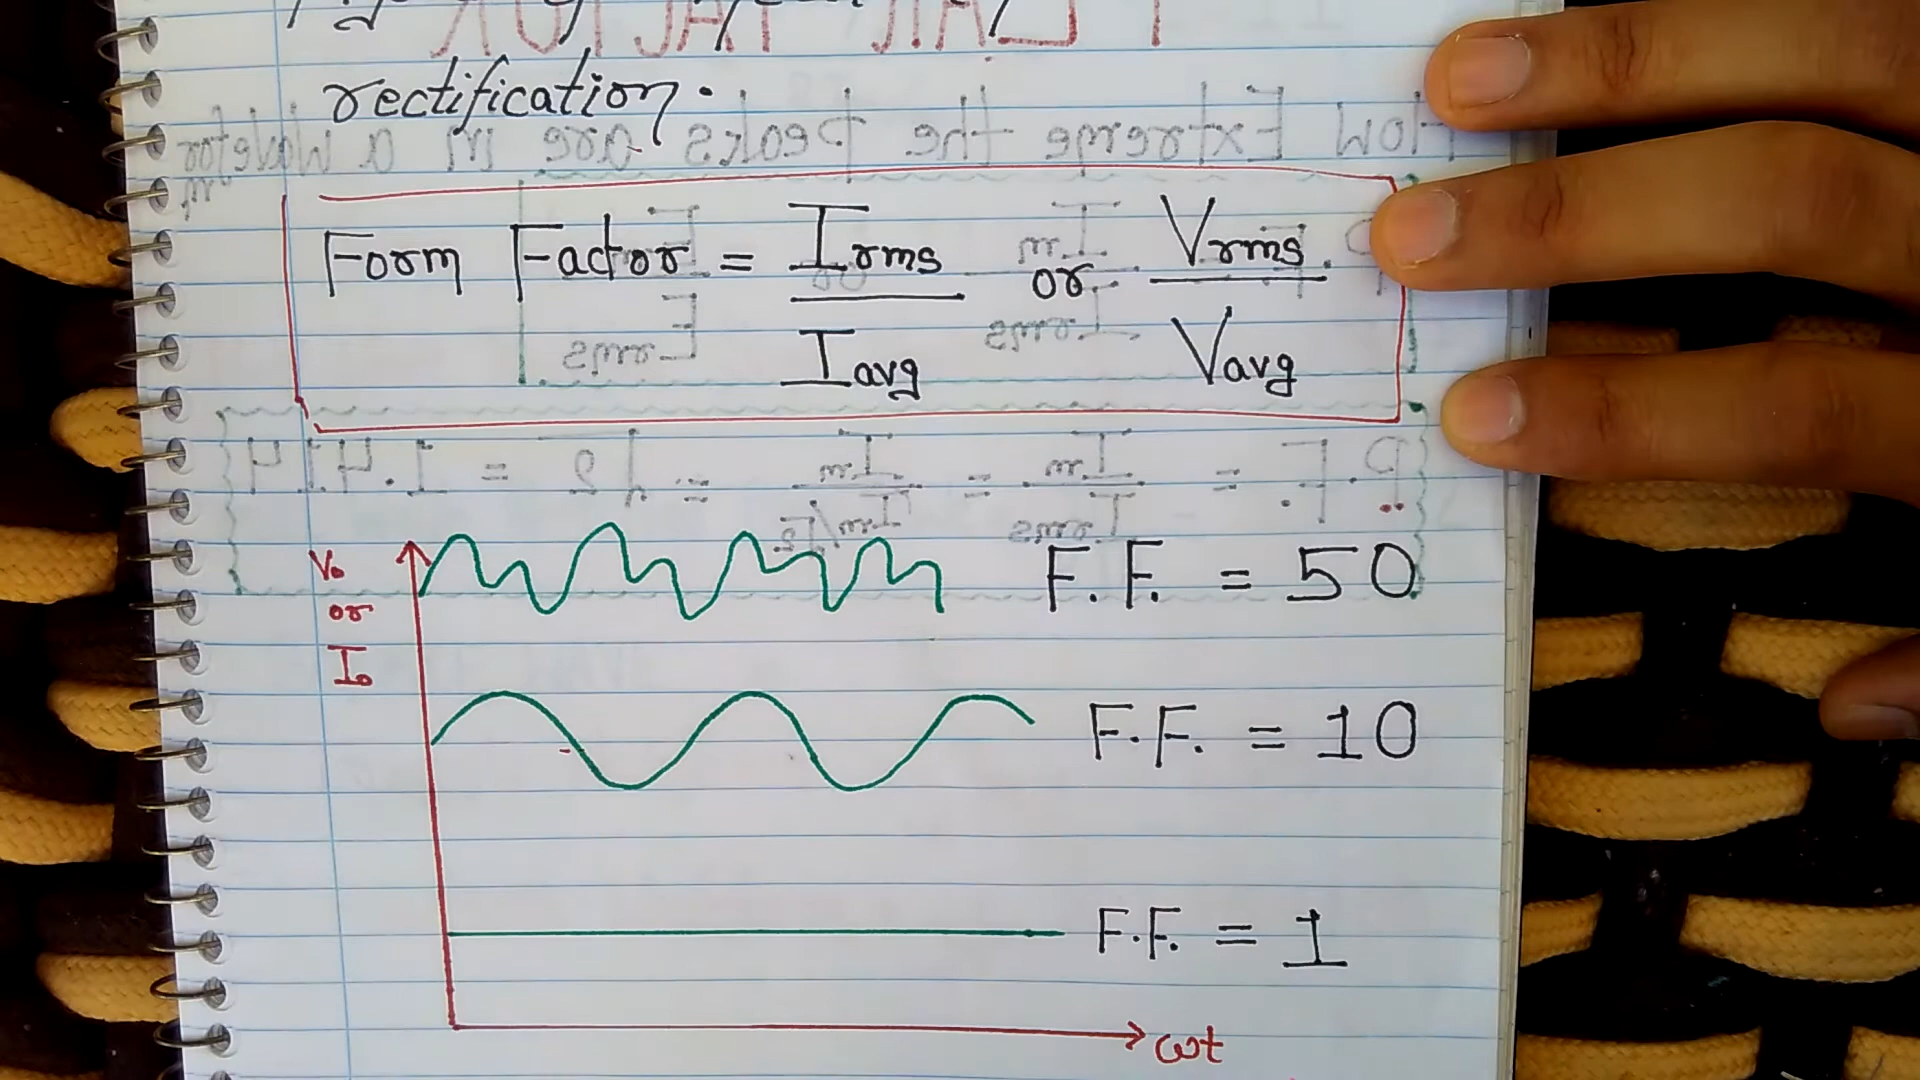 rectification.
Form Factor = Irms / Iavg or Vrms / Vavg
Vo or Io
F.F. = 50
F.F. = 10
F.F. = 1
ωt